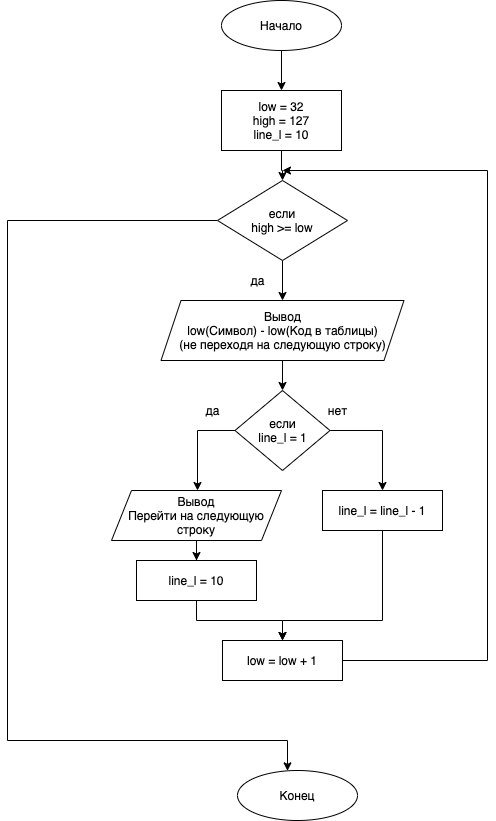 Начало
low = 32
high = 127
line_l = 10
если
high >= low
да
Вывод
low(Символ) - low(Код в таблицы)
(не переходя на следующую строку)
да
если
line_l = 1
нет
Вывод
Перейти на следующую
строку
line_l = line_l - 1
line_l = 10
low = low + 1
Конец